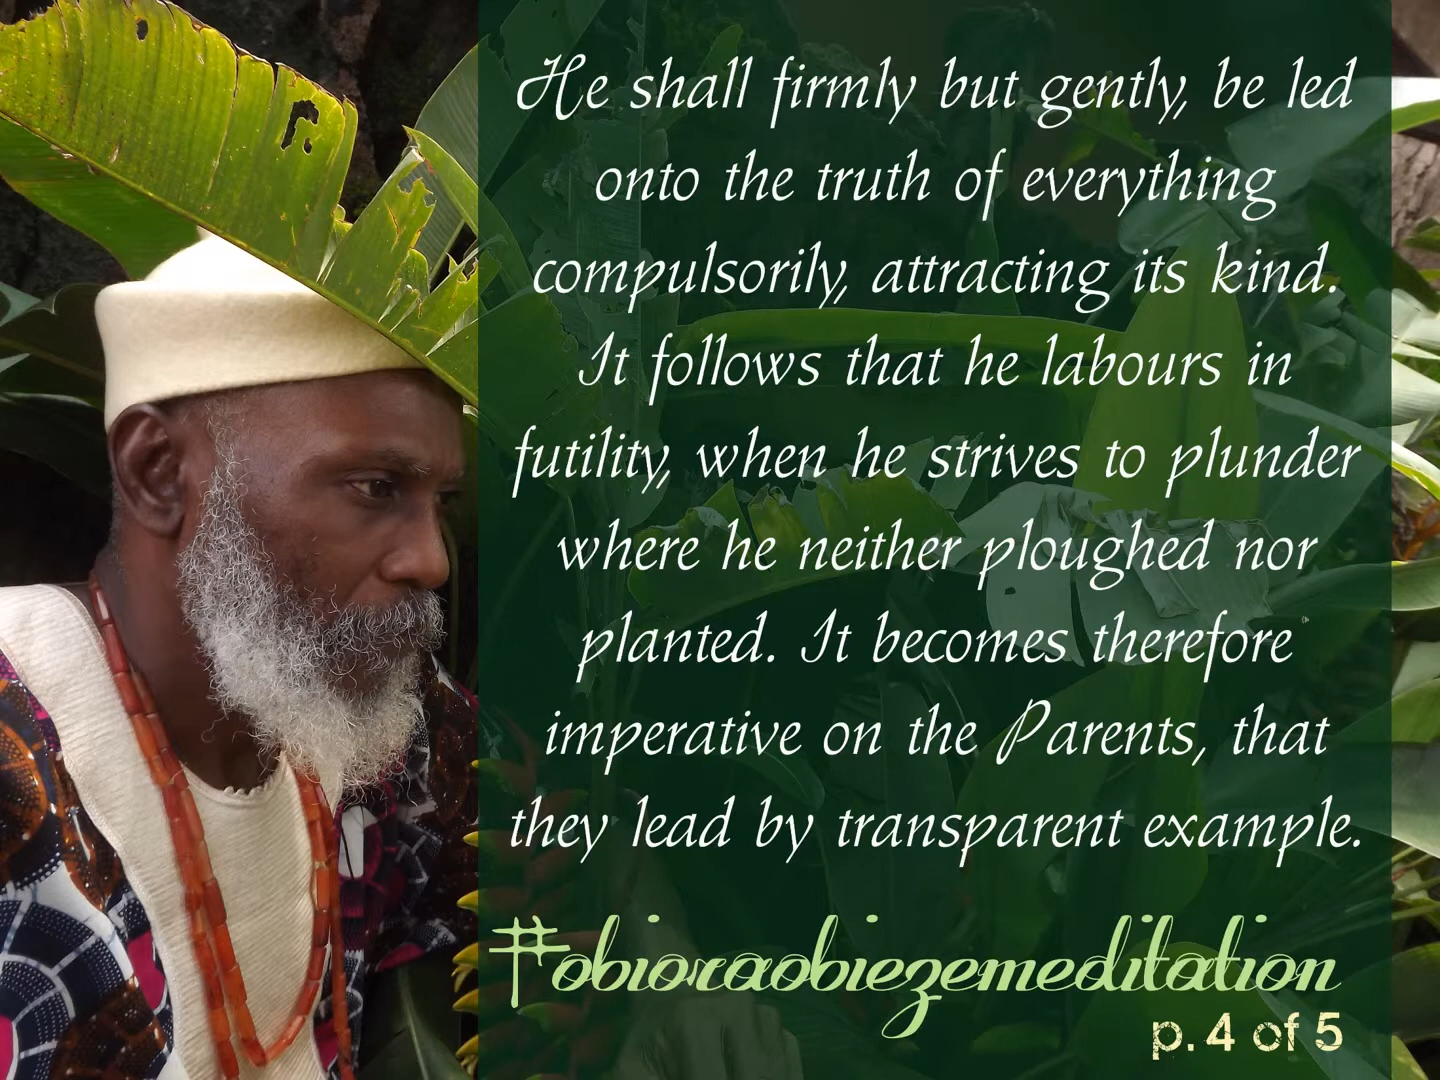 He shall firmly but gently, be led
onto the truth of everything
compulsorily, attracting its kind.
It follows that he labours in
futility, when he strives to plunder
where he neither ploughed nor
planted. It becomes therefore
imperative on the Parents, that
they lead by transparent example.
#obioraobiezemeditation
p. 4 of 5